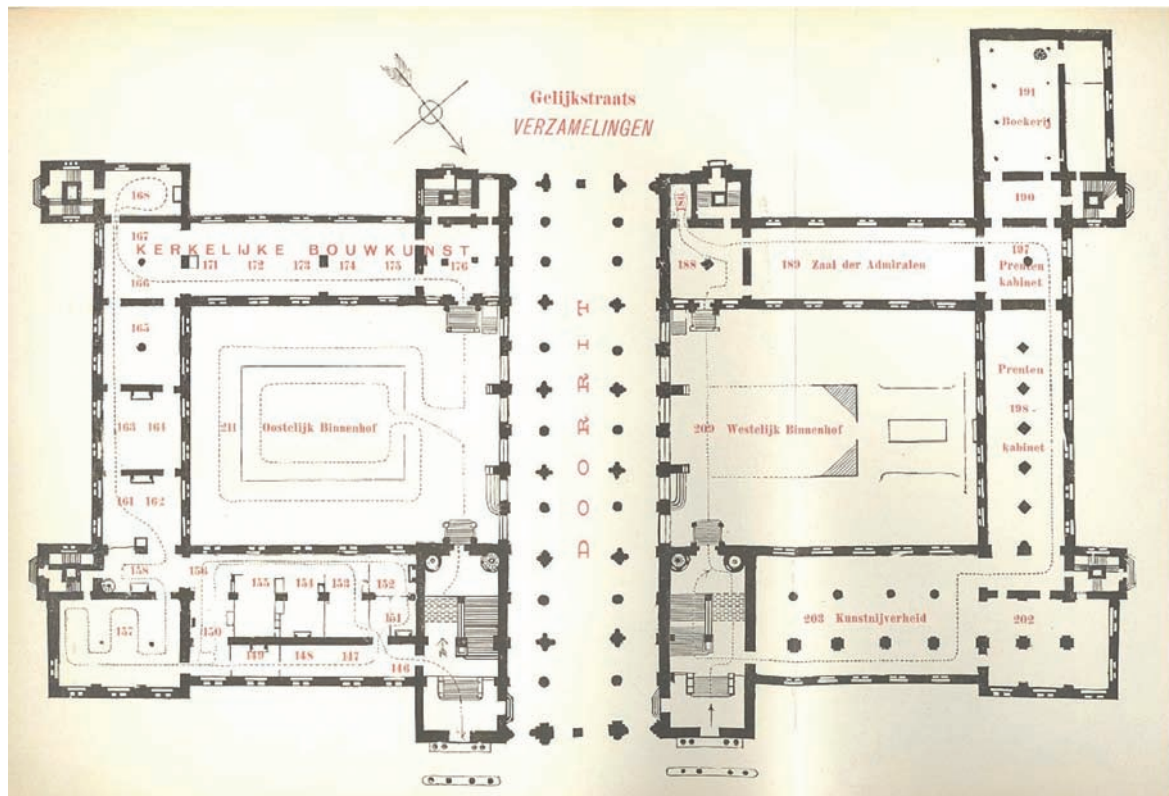 Gelijkstraats
VERZAMELINGEN
191
Boekerij
190
168
167
KERKELIJKE BOUWKUNST
171 172 173 174 175 176
166
165
163 164
161 162
158
156
157
150
155 154 153 152
151
149 148 147
146
211 Oostelijk Binnenhof
DOORRIT
186
188
189 Zaal der Admiralen
197
Prenten
kabinet
Prenten
198-
kabinet
209 Westelijk Binnenhof
203 Kunstnijverheid
202